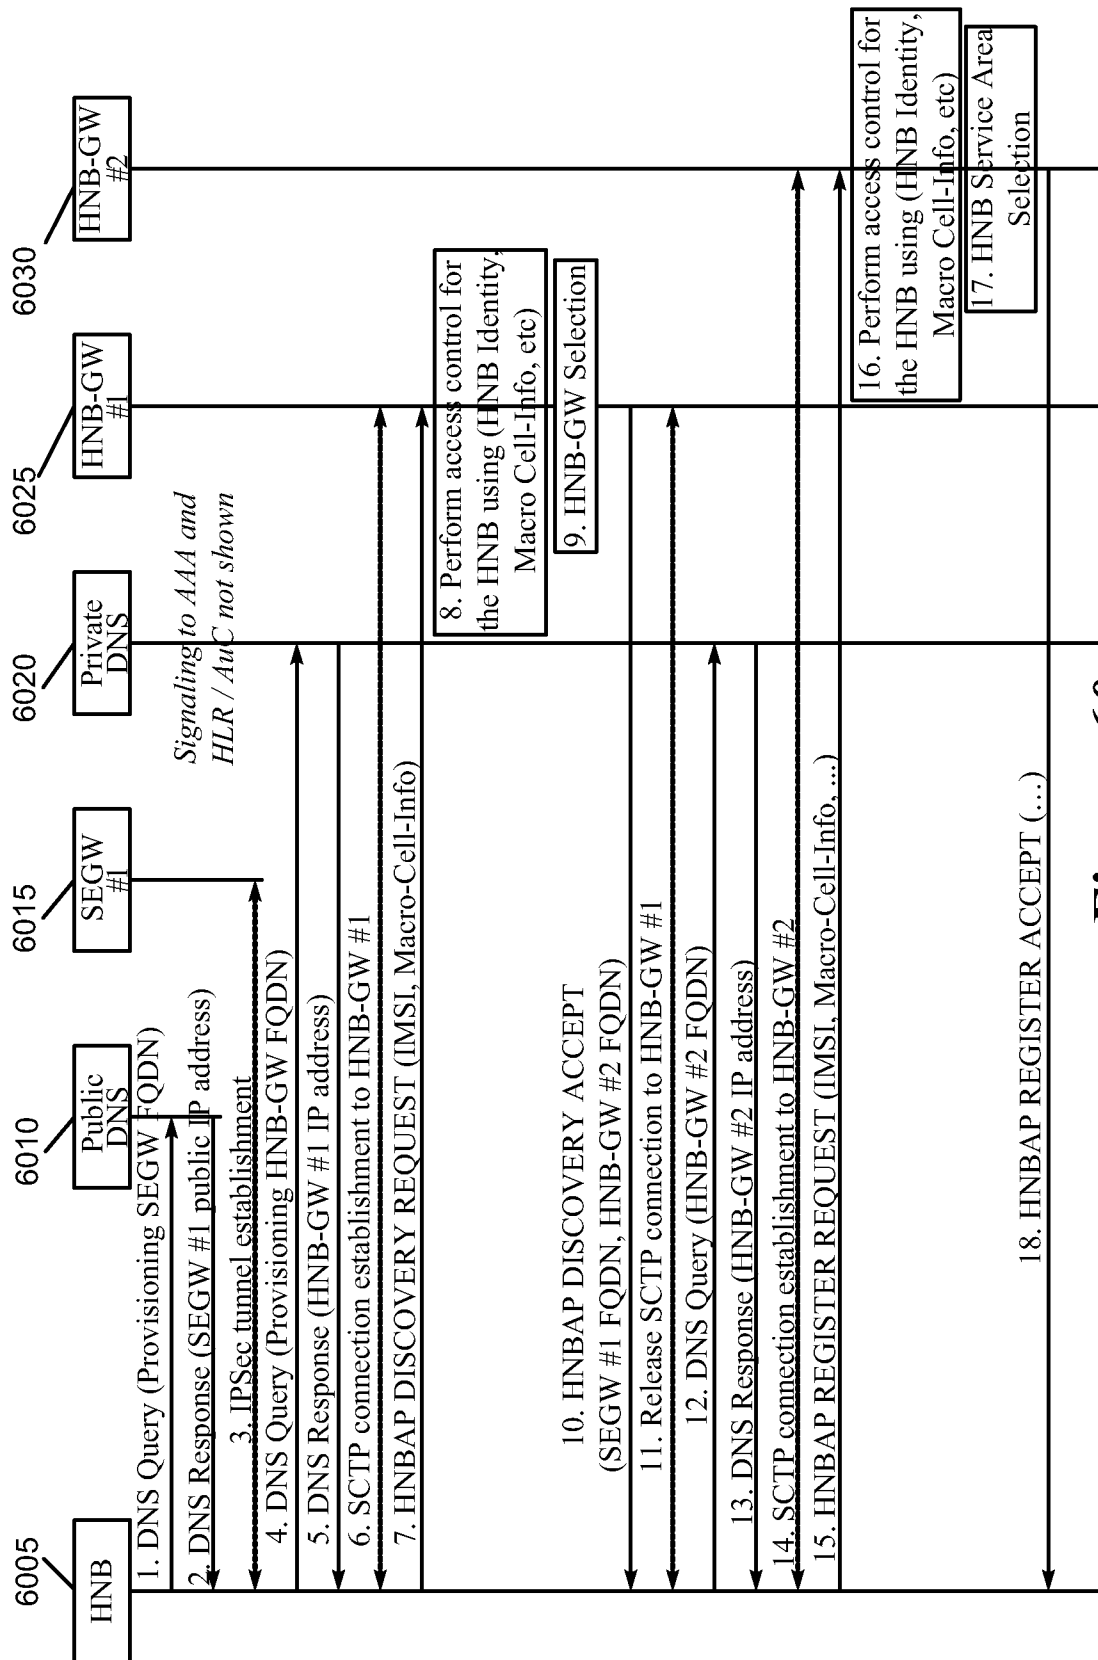 6005
6010
6015
6020
6025
6030
HNB
Public
DNS
SEGW
#1
Private
DNS
HNB-GW
#1
HNB-GW
#2
1. DNS Query (Provisioning SEGW FQDN)
Signaling to AAA and
HLR / AuC not shown
2. DNS Response (SEGW #1 public IP address)
3. IPSec tunnel establishment
4. DNS Query (Provisioning HNB-GW FQDN)
5. DNS Response (HNB-GW #1 IP address)
6. SCTP connection establishment to HNB-GW #1
7. HNBAP DISCOVERY REQUEST (IMSI, Macro-Cell-Info)
8. Perform access control for
the HNB using (HNB Identity,
Macro Cell-Info, etc)
9. HNB-GW Selection
10. HNBAP DISCOVERY ACCEPT
(SEGW #1 FQDN, HNB-GW #2 FQDN)
11. Release SCTP connection to HNB-GW #1
12. DNS Query (HNB-GW #2 FQDN)
13. DNS Response (HNB-GW #2 IP address)
14. SCTP connection establishment to HNB-GW #2
15. HNBAP REGISTER REQUEST (IMSI, Macro-Cell-Info, ...)
16. Perform access control for
the HNB using (HNB Identity,
Macro Cell-Info, etc)
17. HNB Service Area
Selection
18. HNBAP REGISTER ACCEPT (...)